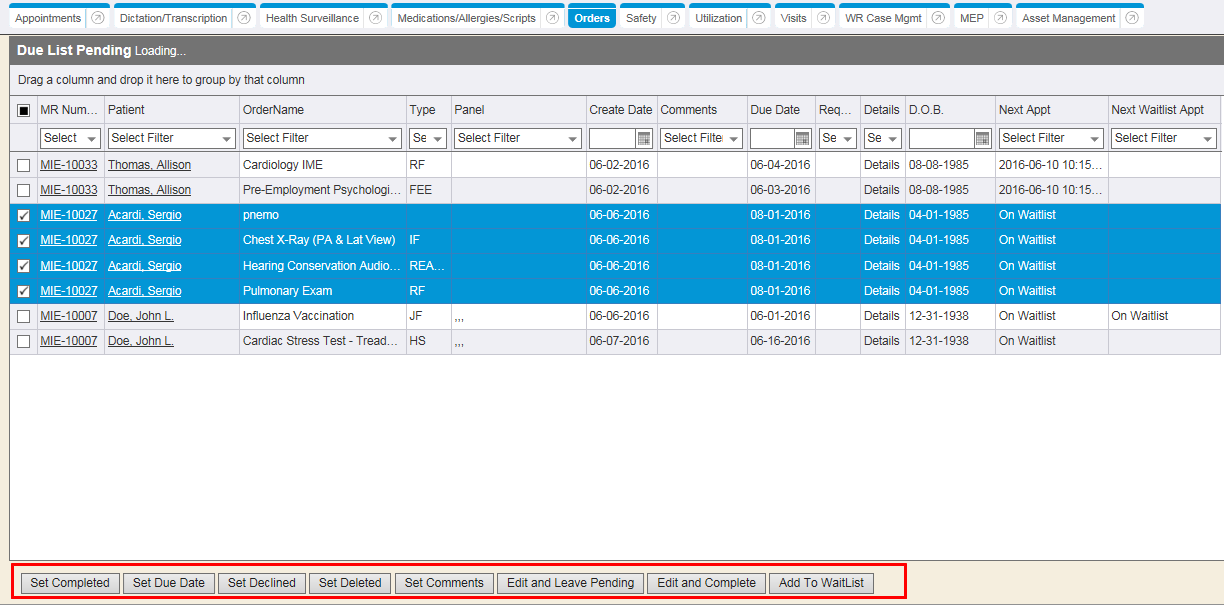 Appointments Dictation/Transcription Health Surveillance Medications/Allergies/Scripts Orders Safety Utilization Visits WR Case Mgmt MEP Asset Management
Due List Pending Loading...
Drag a column and drop it here to group by that column
MR Num... Patient OrderName Type Panel Create Date Comments Due Date Req... Details D.O.B. Next Appt Next Waitlist Appt
Select Select Filter Select Filter Se Select Filter Select Filter Se Se Select Filter Select Filter
MIE-10033 Thomas, Allison Cardiology IME RF 06-02-2016 06-04-2016 Details 08-08-1985 2016-06-10 10:15...
MIE-10033 Thomas, Allison Pre-Employment Psychologi... FEE 06-02-2016 06-03-2016 Details 08-08-1985 2016-06-10 10:15...
MIE-10027 Acardi, Sergio pnemo 06-06-2016 08-01-2016 Details 04-01-1985 On Waitlist
MIE-10027 Acardi, Sergio Chest X-Ray (PA & Lat View) IF 06-06-2016 08-01-2016 Details 04-01-1985 On Waitlist
MIE-10027 Acardi, Sergio Hearing Conservation Audio... REA... 06-06-2016 08-01-2016 Details 04-01-1985 On Waitlist
MIE-10027 Acardi, Sergio Pulmonary Exam RF 06-06-2016 08-01-2016 Details 04-01-1985 On Waitlist
MIE-10007 Doe, John L. Influenza Vaccination JF ,,, 06-06-2016 06-01-2016 Details 12-31-1938 On Waitlist On Waitlist
MIE-10007 Doe, John L. Cardiac Stress Test - Tread... HS ,,, 06-07-2016 06-16-2016 Details 12-31-1938 On Waitlist
Set Completed Set Due Date Set Declined Set Deleted Set Comments Edit and Leave Pending Edit and Complete Add To WaitList